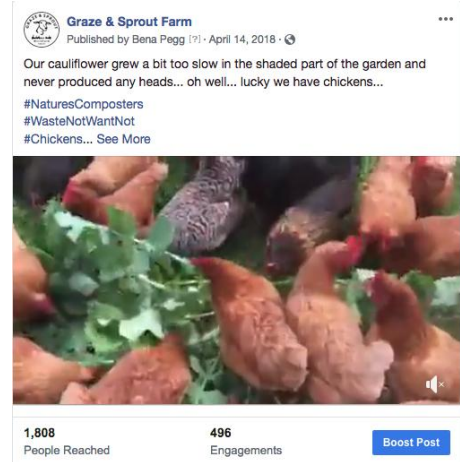 Graze & Sprout Farm
Published by Bena Pegg [?] · April 14, 2018 ·
Our cauliflower grew a bit too slow in the shaded part of the garden and
never produced any heads... oh well... lucky we have chickens...
#NaturesComposters
#WasteNotWantNot
#Chickens... See More
1,808
People Reached
496
Engagements
Boost Post